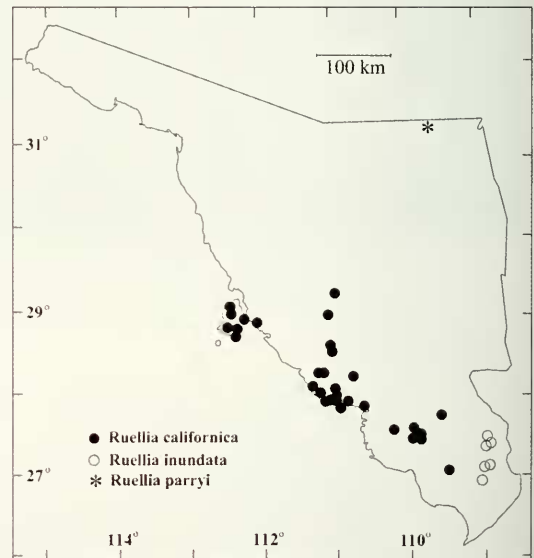 100 km
31°
29°
Ruellia californica
Ruellia inundata
* Ruellia parryi
27°
114° 112° 110°